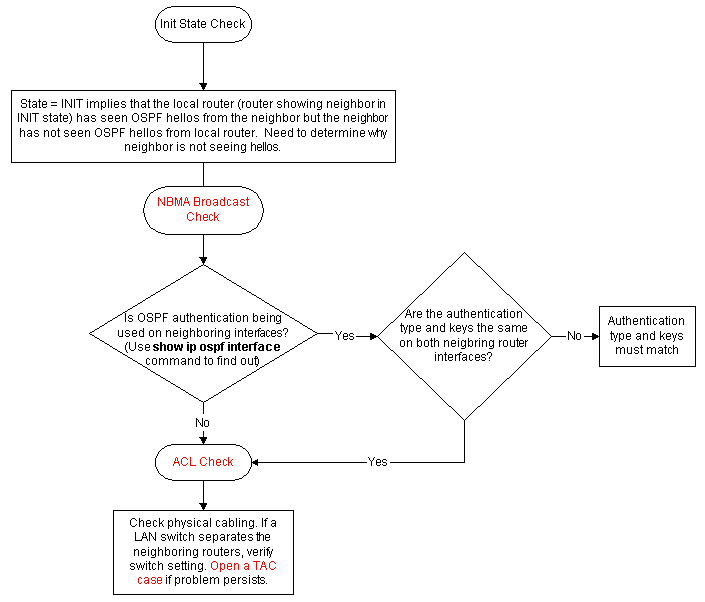 Init State Check
State = INIT implies that the local router (router showing neighbor in
INIT state) has seen OSPF hellos from the neighbor but the neighbor
has not seen OSPF hellos from local router. Need to determine why
neighbor is not seeing hellos.
NBMA Broadcast
Check
Is OSPF authentication being
used on neighboring interfaces?
(Use show ip ospf interface
command to find out)
Yes
Are the authentication
type and keys the same
on both neigbring router
interfaces?
No
Authentication
type and keys
must match
No
Yes
ACL Check
Check physical cabling. If a
LAN switch separates the
neighboring routers, verify
switch setting. Open a TAC
case if problem persists.